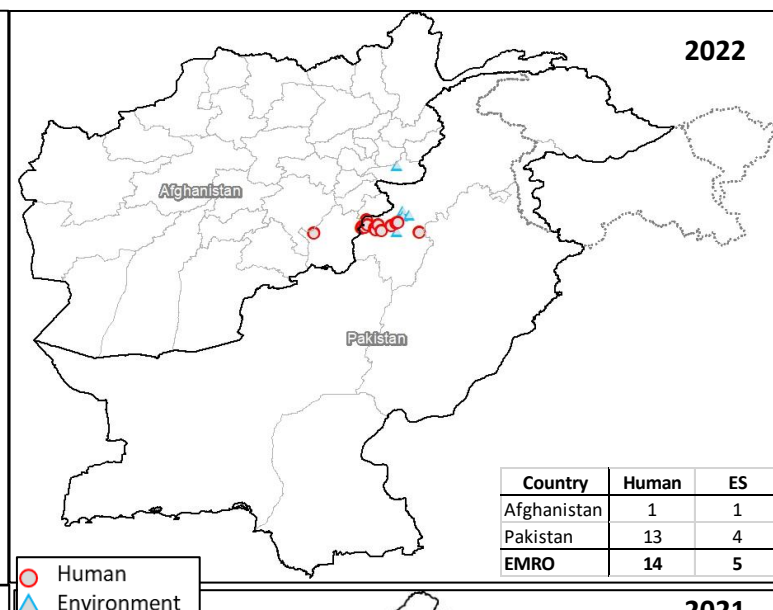 2022
Afghanistan
Pakistan
Country Human ES
Afghanistan 1 1
Pakistan 13 4
EMRO 14 5
Human
Environment
2021